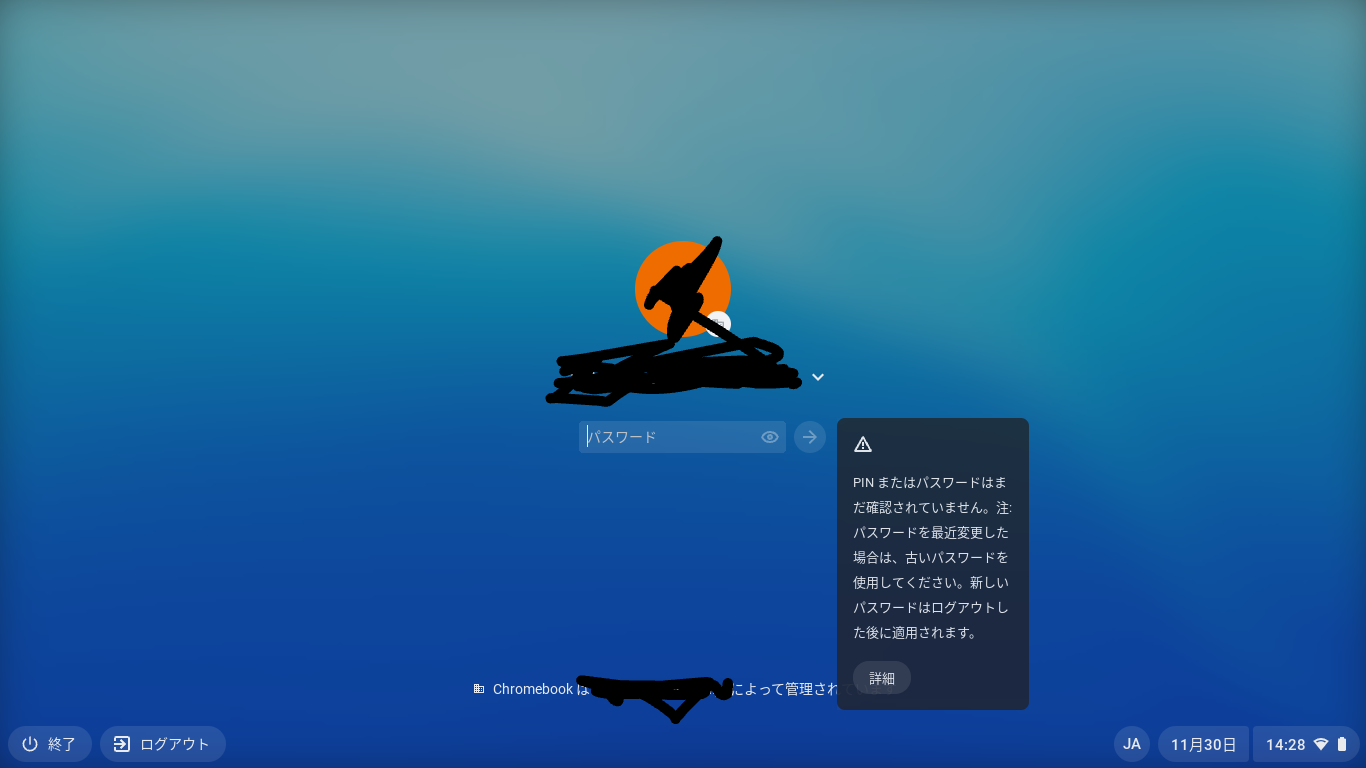 パスワード
PIN またはパスワードはま
だ確認されていません。注:
パスワードを最近変更した
場合は、古いパスワードを
使用してください。新しい
パスワードはログアウトし
た後に適用されます。
詳細
Chromebook は によって管理され
終了
ログアウト
JA
11月30日
14:28